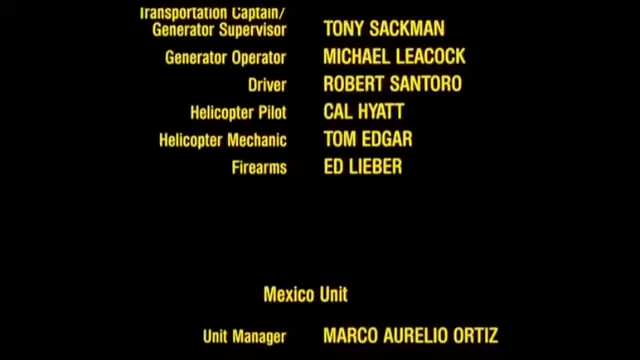 Transportation Captain/
Generator Supervisor TONY SACKMAN
Generator Operator MICHAEL LEACOCK
Driver ROBERT SANTORO
Helicopter Pilot CAL HYATT
Helicopter Mechanic TOM EDGAR
Firearms ED LIEBER
Mexico Unit
Unit Manager MARCO AURELIO ORTIZ